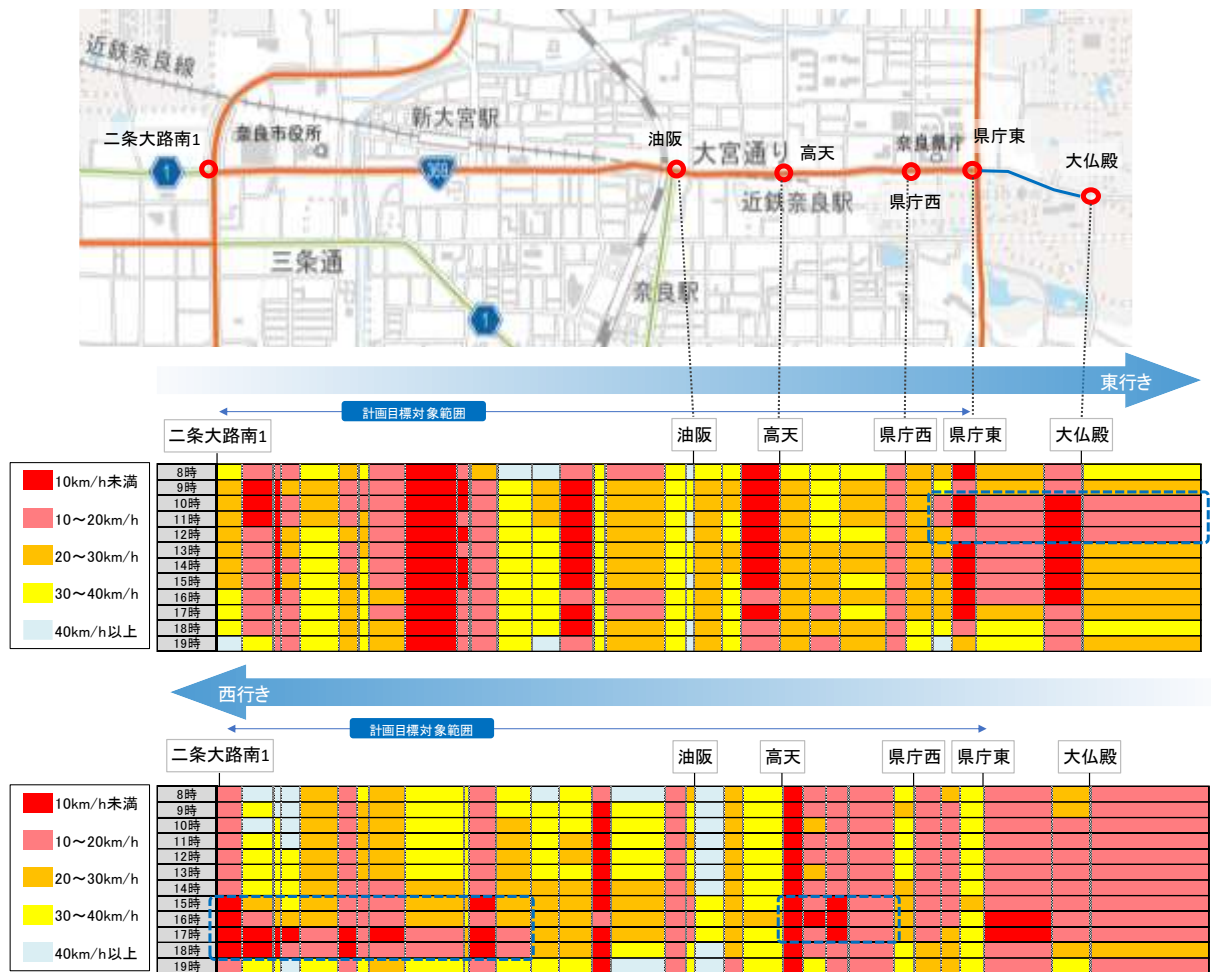 近鉄奈良線
新大宮駅
二条大路南1
奈良市役所
油阪
大宮通り
高天
奈良県庁
県庁東
大仏殿
1
369
近鉄奈良駅
県庁西
三条通
奈良駅
1
東行き
計画目標対象範囲
二条大路南1
油阪
高天
県庁西
県庁東
大仏殿
10km/h未満
10～20km/h
20～30km/h
30～40km/h
40km/h以上
8時
9時
10時
11時
12時
13時
14時
15時
16時
17時
18時
19時
西行き
計画目標対象範囲
二条大路南1
油阪
高天
県庁西
県庁東
大仏殿
10km/h未満
10～20km/h
20～30km/h
30～40km/h
40km/h以上
8時
9時
10時
11時
12時
13時
14時
15時
16時
17時
18時
19時